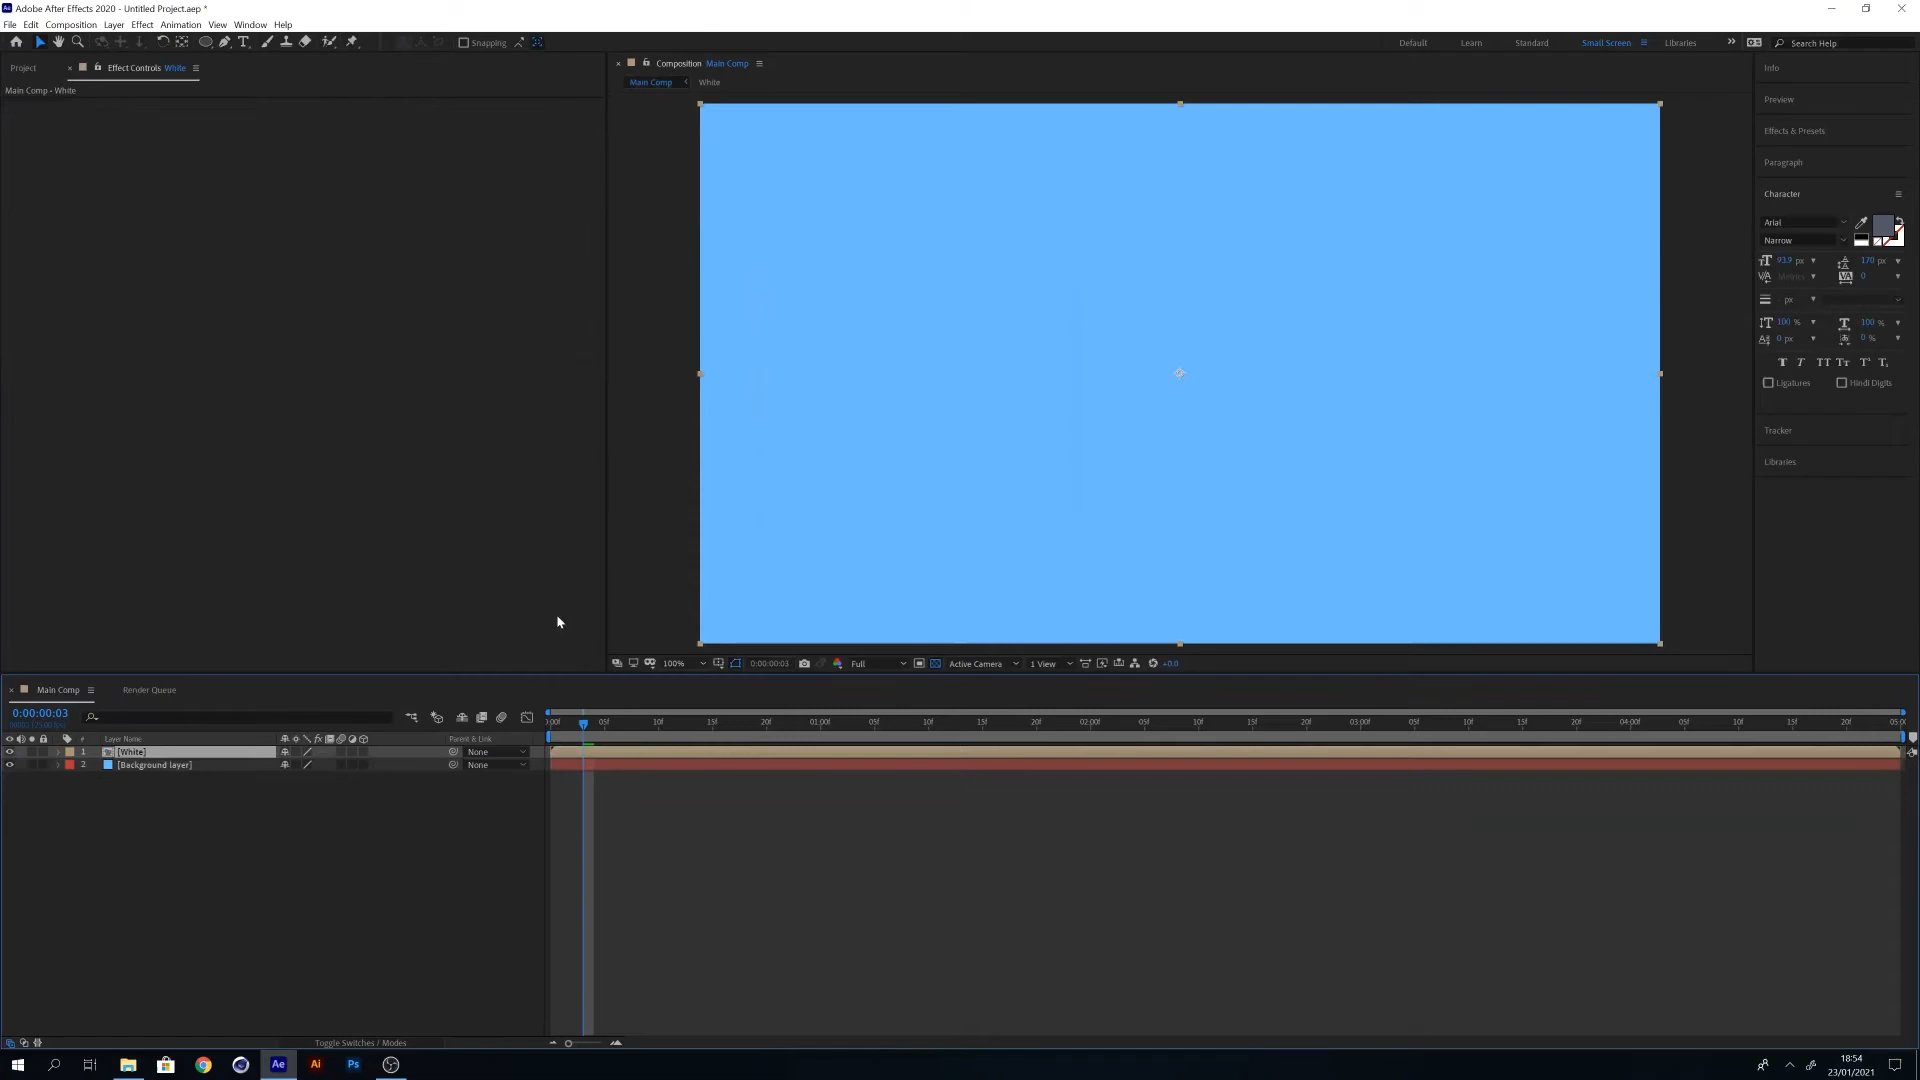 Adobe After Effects 2020 - Untitled Project.aep *
File Edit Composition Layer Effect Animation View Window Help
Snapping
Default Learn Standard Small Screen Libraries Search Help
Project Effect Controls White
Main Comp • White
Composition Main Comp
Main Comp White
Info
Preview
Effects & Presets
Paragraph
Character
Arial
Narrow
93.9 px 170 px
Metrics 0
px
100 % 100 %
0 px 0 %
Ligatures Hindi Digits
Tracker
Libraries
100% 0:00:00:03 Full Active Camera 1 View +0.0
Main Comp Render Queue
0:00:00:03
:00f 05f 10f 15f 20f 01:00f 05f 10f 15f 20f 02:00f 05f 10f 15f 20f 03:00f 05f 10f 15f 20f 04:00f 05f 10f 15f 20f 05:0
# Layer Name Parent & Link
1 [White] None
2 [Background layer] None
Toggle Switches / Modes
Ae Ai Ps
18:54
23/01/2021